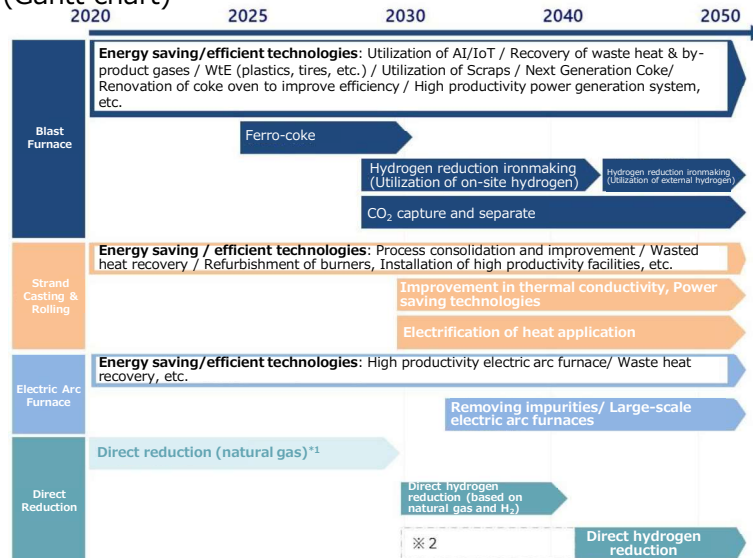 (Gantt chart)
2020 2025 2030 2040 2050
Blast
Furnace
Energy saving/efficient technologies: Utilization of AI/IoT / Recovery of waste heat & by-
product gases / WtE (plastics, tires, etc.) / Utilization of Scraps / Next Generation Coke/
Renovation of coke oven to improve efficiency / High productivity power generation system,
etc.
Ferro-coke
Hydrogen reduction ironmaking
(Utilization of on-site hydrogen)
Hydrogen reduction ironmaking
(Utilization of external hydrogen)
CO2 capture and separate
Strand
Casting &
Rolling
Energy saving / efficient technologies: Process consolidation and improvement / Wasted
heat recovery / Refurbishment of burners, Installation of high productivity facilities, etc.
Improvement in thermal conductivity, Power
saving technologies
Electrification of heat application
Electric Arc
Furnace
Energy saving/efficient technologies: High productivity electric arc furnace/ Waste heat
recovery, etc.
Removing impurities/ Large-scale
electric arc furnaces
Direct
Reduction
Direct reduction (natural gas)*1
Direct hydrogen
reduction (based on
natural gas and H2)
※2
Direct hydrogen
reduction